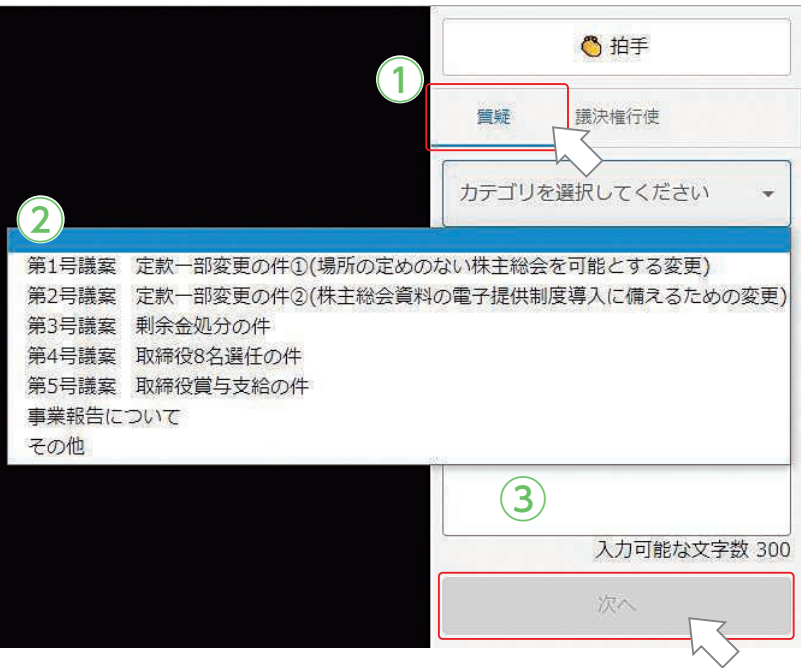 拍手
①
質疑 議決権行使
カテゴリを選択してください
②
第1号議案 定款一部変更の件①(場所の定めのない株主総会を可能とする変更)
第2号議案 定款一部変更の件②(株主総会資料の電子提供制度導入に備えるための変更)
第3号議案 剰余金処分の件
第4号議案 取締役8名選任の件
第5号議案 取締役賞与支給の件
事業報告について
その他
③
入力可能な文字数 300
次へ